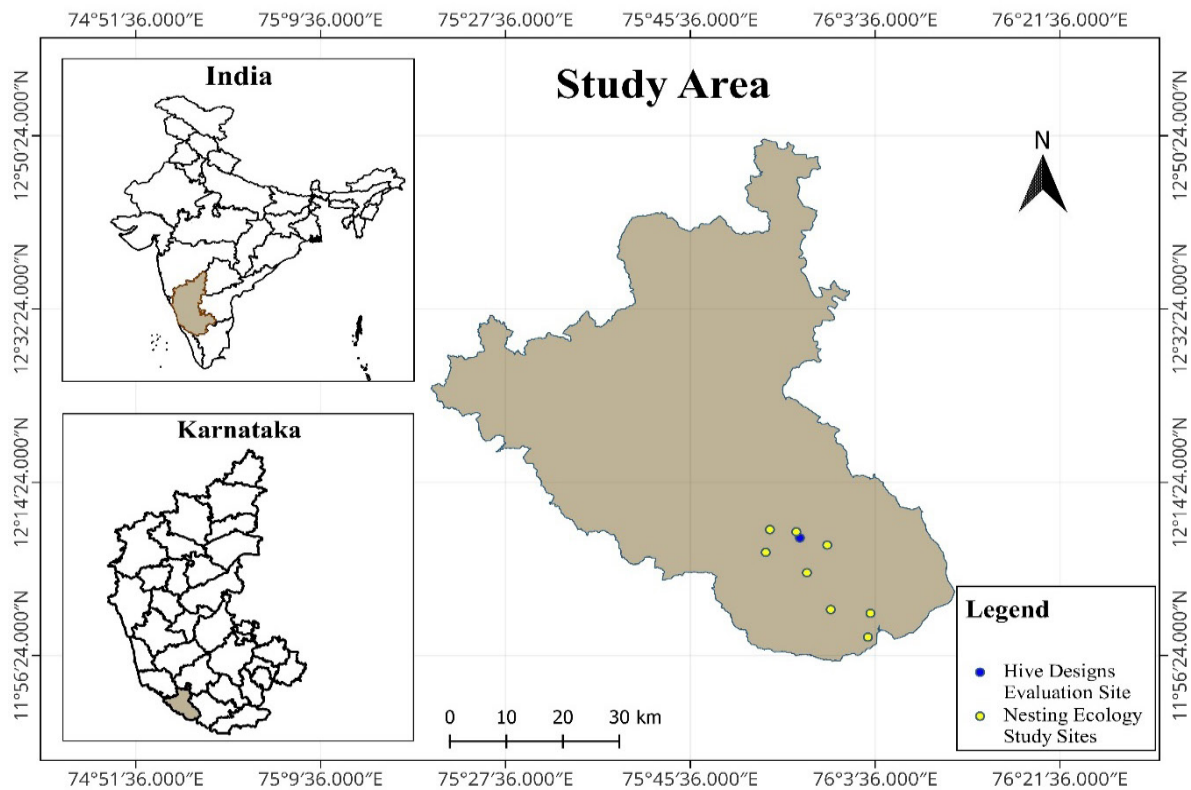 74°51′36.000″E 75°9′36.000″E 75°27′36.000″E 75°45′36.000″E 76°3′36.000″E 76°21′36.000″E
India
Study Area
N
12°50′24.000″N
12°50′24.000″N
12°32′24.000″N
12°32′24.000″N
Karnataka
12°14′24.000″N
12°14′24.000″N
11°56′24.000″N
11°56′24.000″N
Legend
Hive Designs
Evaluation Site
Nesting Ecology
Study Sites
0 10 20 30 km
74°51′36.000″E 75°9′36.000″E 75°27′36.000″E 75°45′36.000″E 76°3′36.000″E 76°21′36.000″E